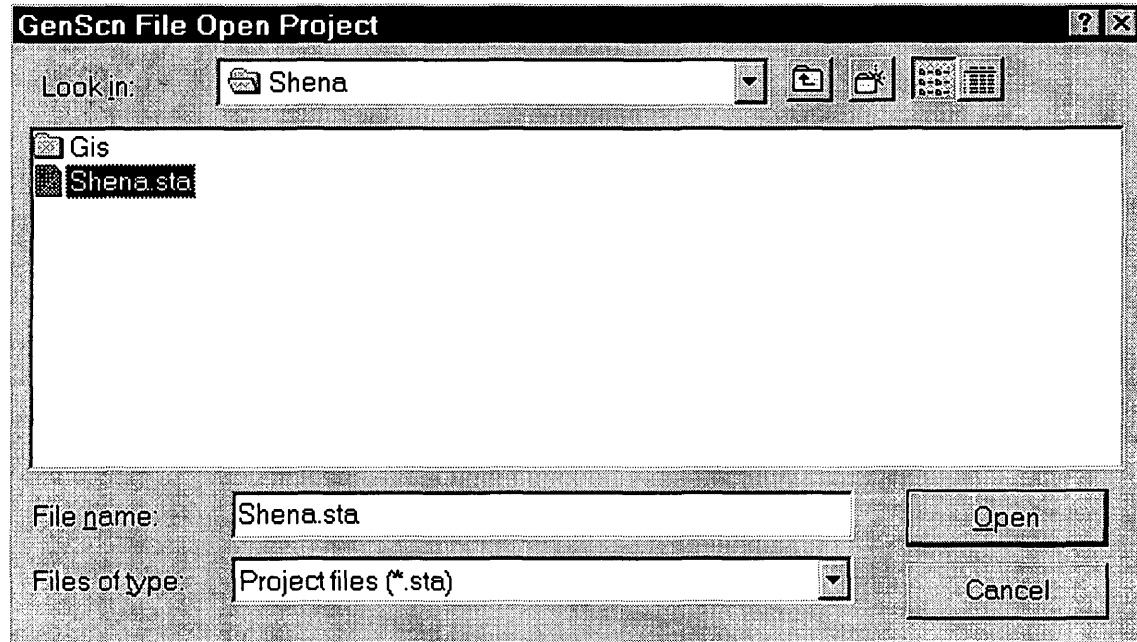 GenScn File Open Project
Look in: Shena
Gis
Shena.sta
File name: Shena.sta Open
Files of type: Project files (*.sta) Cancel